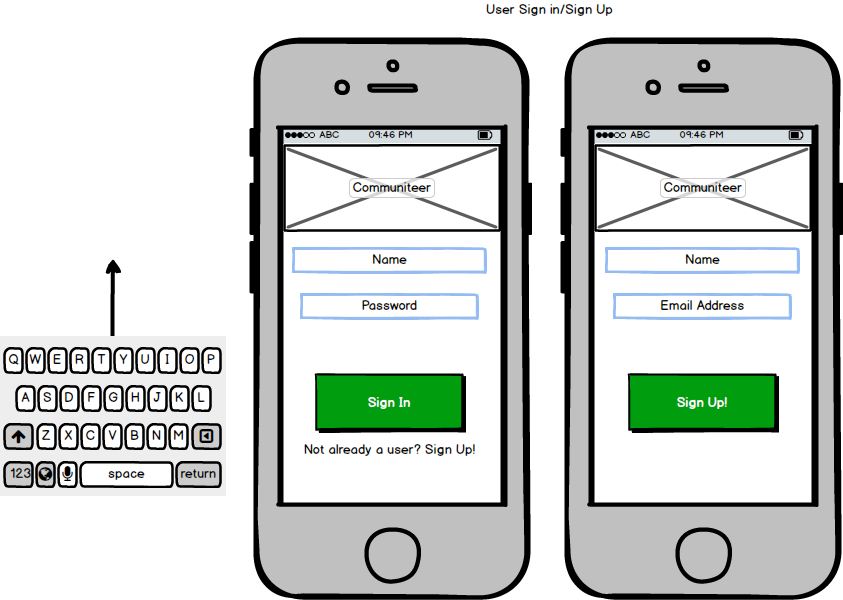 User Sign in/Sign Up
ABC 09:46 PM
Communiteer
Name
Password
Sign In
Not already a user? Sign Up!
ABC 09:46 PM
Communiteer
Name
Email Address
Sign Up!
Q W E R T Y U I O P
A S D F G H J K L
Z X C V B N M
123 space return